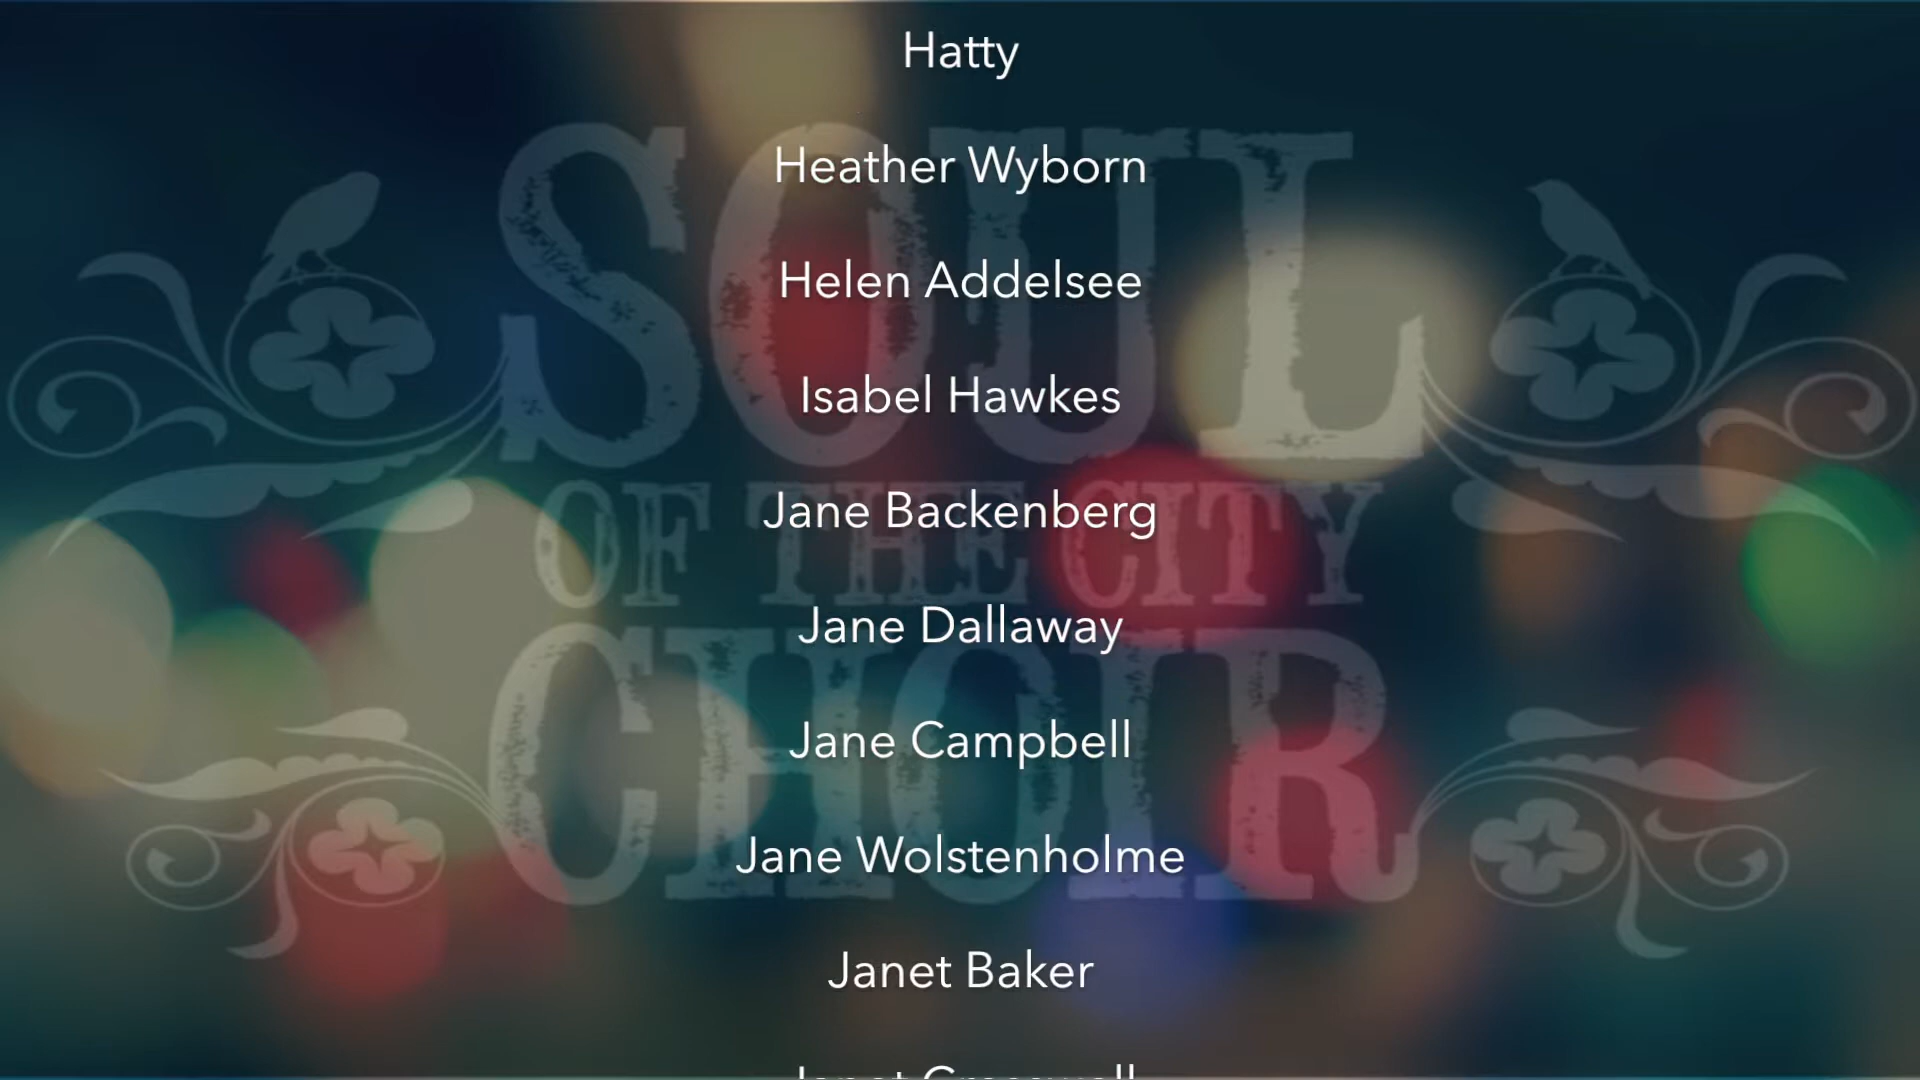 Hatty
Heather Wyborn
Helen Addelsee
Isabel Hawkes
Jane Backenberg
Jane Dallaway
Jane Campbell
Jane Wolstenholme
Janet Baker
Janet
SOUL
OF THE CITY
CHOIR